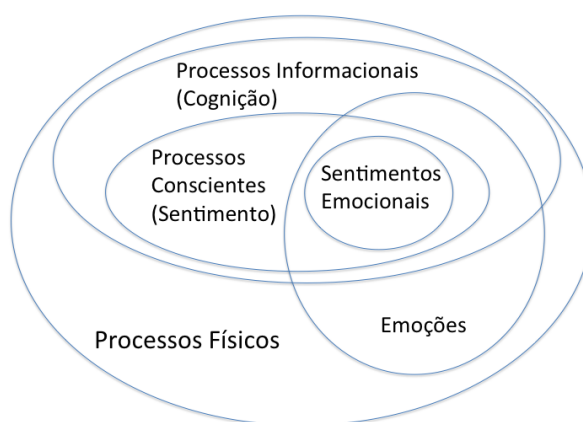 Processos Informacionais
(Cognição)
Processos
Conscientes
(Sentimento)
Sentimentos
Emocionais
Emoções
Processos Físicos